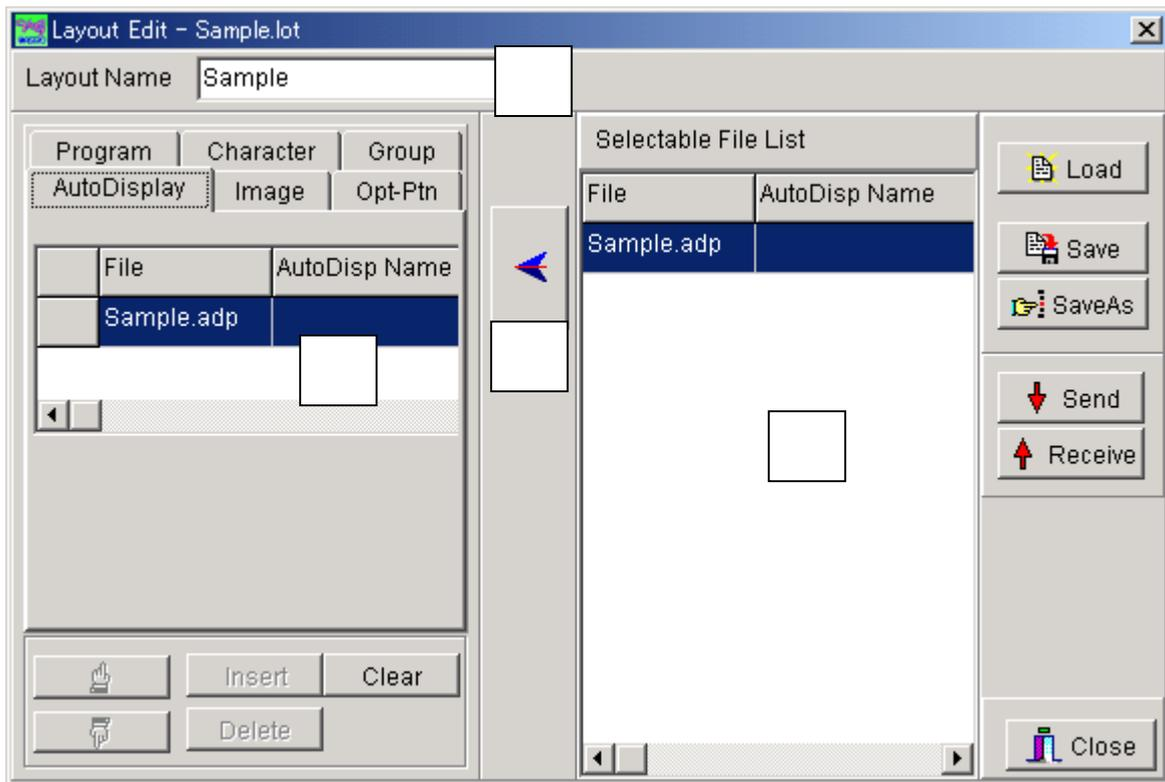 Layout Edit - Sample.lot
Layout Name Sample
Program Character Group
AutoDisplay Image Opt-Ptn
File AutoDisp Name
Sample.adp
Insert Clear
Delete
Selectable File List
File AutoDisp Name
Sample.adp
Load
Save
SaveAs
Send
Receive
Close